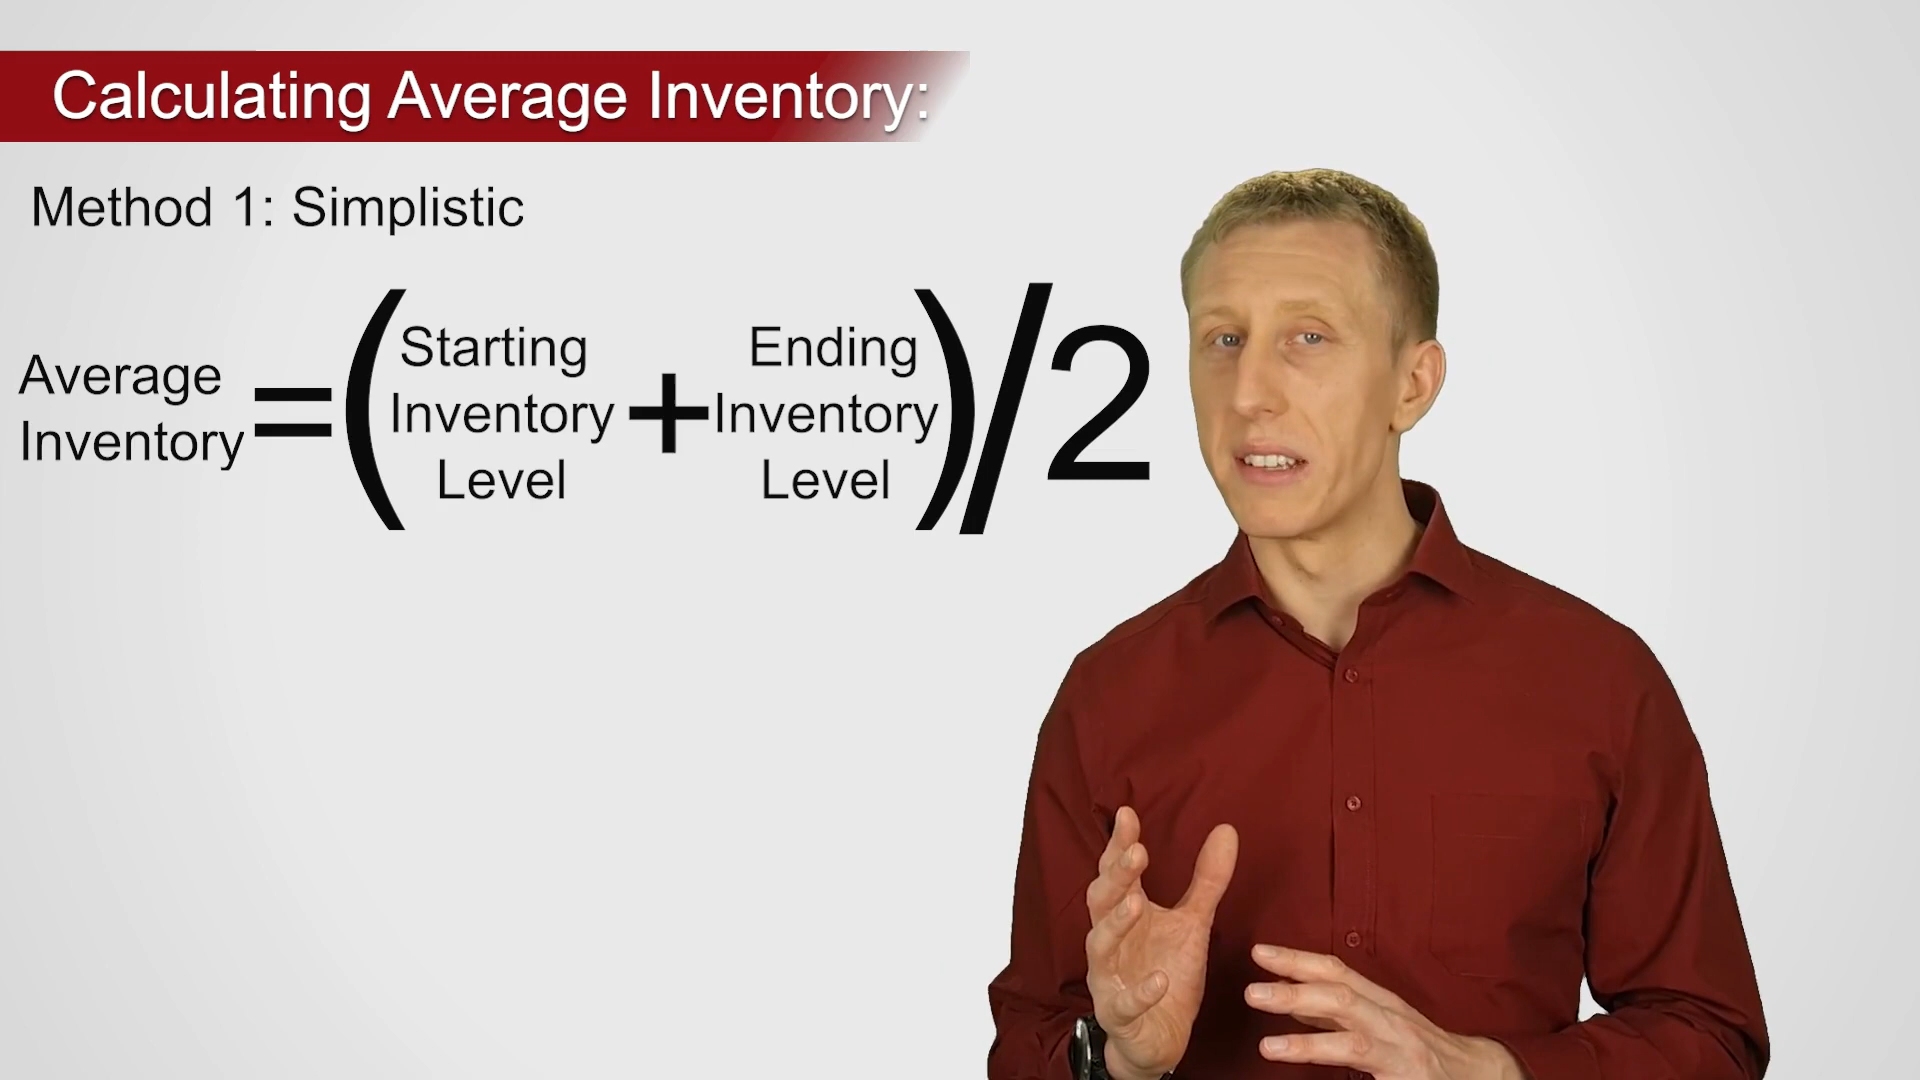 Calculating Average Inventory:
Method 1: Simplistic
Average
Inventory
=
(
Starting
Inventory
Level
+
Ending
Inventory
Level
)
/2